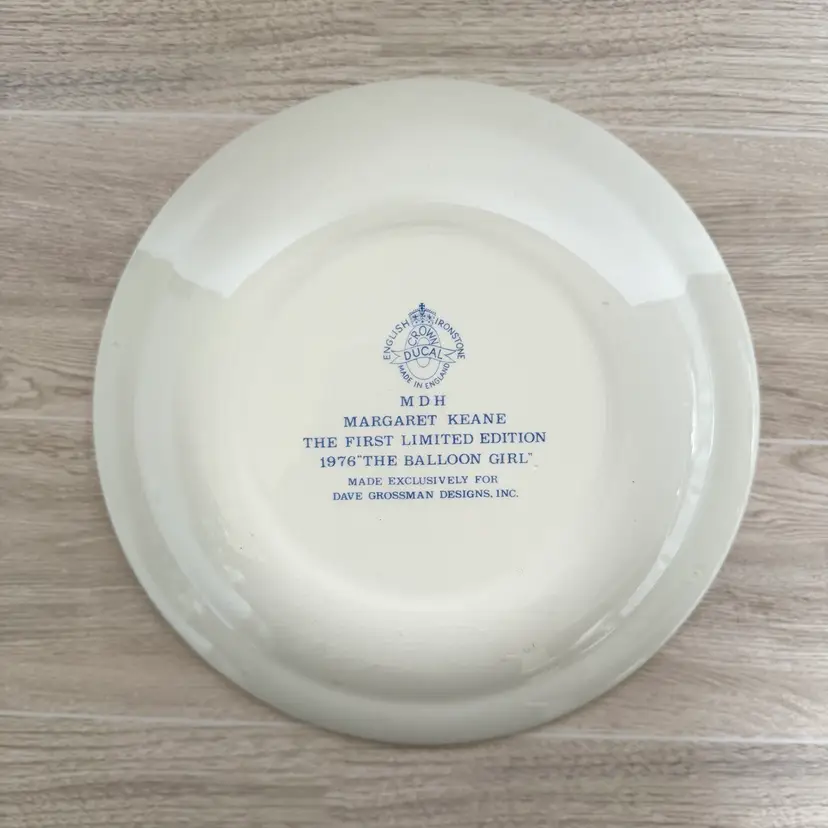 ENGLISH IRONSTONE
CROWN
DUCAL
MADE IN ENGLAND
MDH
MARGARET KEANE
THE FIRST LIMITED EDITION
1976 "THE BALLOON GIRL"
MADE EXCLUSIVELY FOR
DAVE GROSSMAN DESIGNS, INC.